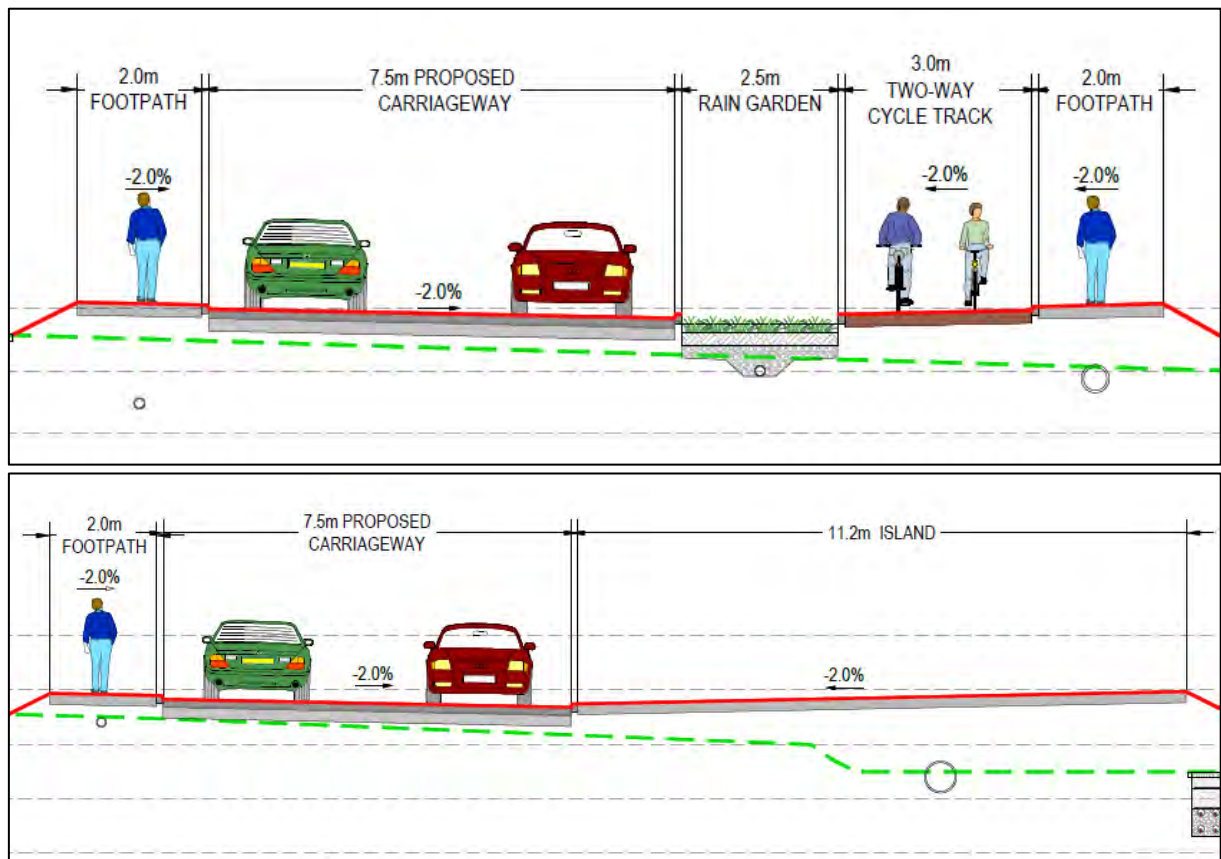 2.0m
FOOTPATH
7.5m PROPOSED
CARRIAGEWAY
2.5m
RAIN GARDEN
3.0m
TWO-WAY
CYCLE TRACK
2.0m
FOOTPATH
-2.0%
-2.0%
-2.0%
-2.0%
2.0m
FOOTPATH
7.5m PROPOSED
CARRIAGEWAY
11.2m ISLAND
-2.0%
-2.0%
-2.0%